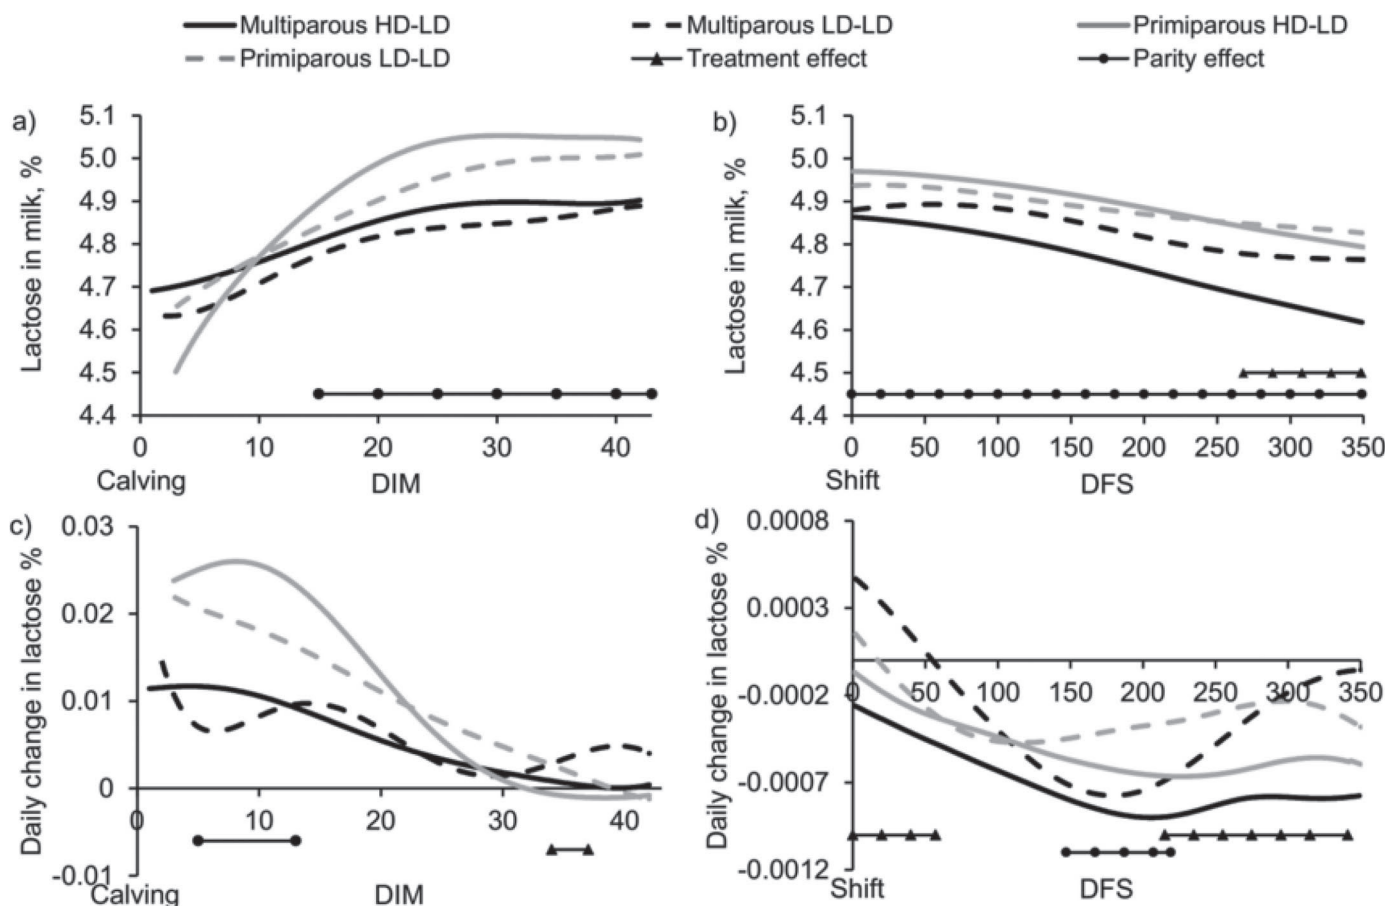 Multiparous HD-LD Multiparous LD-LD Primiparous HD-LD
Primiparous LD-LD Treatment effect Parity effect
a)
Lactose in milk, %
5.1
5.0
4.9
4.8
4.7
4.6
4.5
4.4
0 10 20 30 40
Calving DIM
b)
Lactose in milk, %
5.1
5.0
4.9
4.8
4.7
4.6
4.5
4.4
0 50 100 150 200 250 300 350
Shift DFS
c)
Daily change in lactose %
0.03
0.02
0.01
0
-0.01
0 10 20 30 40
Calving DIM
d)
Daily change in lactose %
0.0008
0.0003
-0.0002
-0.0007
-0.0012
0 50 100 150 200 250 300 350
Shift DFS